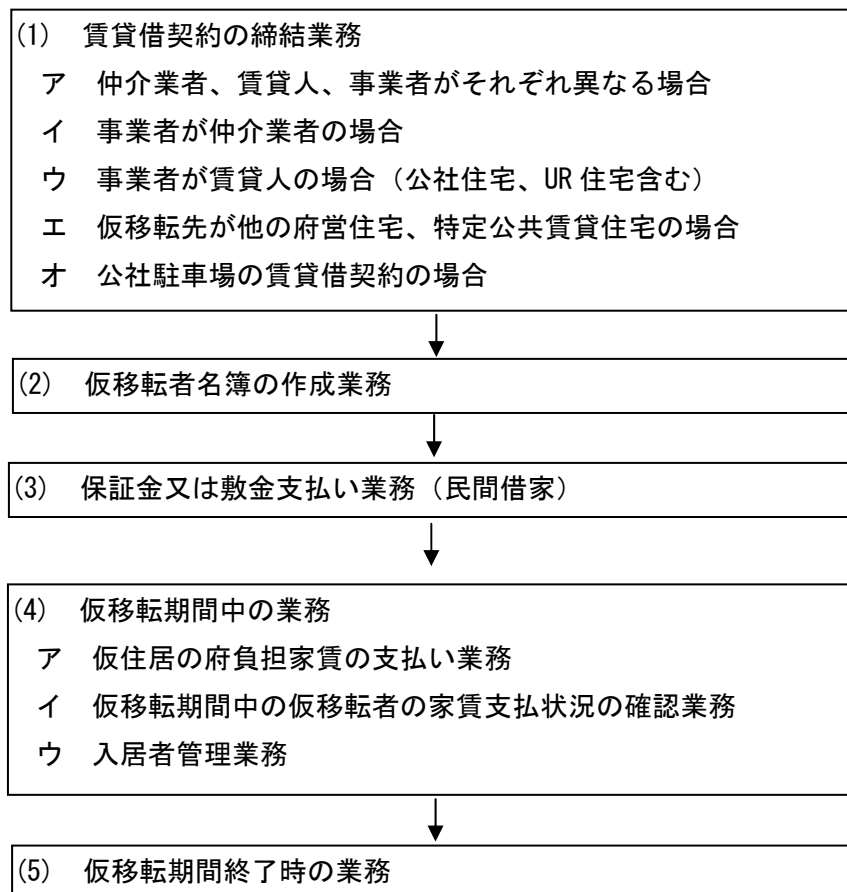 (1) 賃貸借契約の締結業務
ア 仲介業者、賃貸人、事業者がそれぞれ異なる場合
イ 事業者が仲介業者の場合
ウ 事業者が賃貸人の場合（公社住宅、UR住宅含む）
エ 仮移転先が他の府営住宅、特定公共賃貸住宅の場合
オ 公社駐車場の賃貸借契約の場合
(2) 仮移転者名簿の作成業務
(3) 保証金又は敷金支払い業務（民間借家）
(4) 仮移転期間中の業務
ア 仮住居の府負担家賃の支払い業務
イ 仮移転期間中の仮移転者の家賃支払状況の確認業務
ウ 入居者管理業務
(5) 仮移転期間終了時の業務